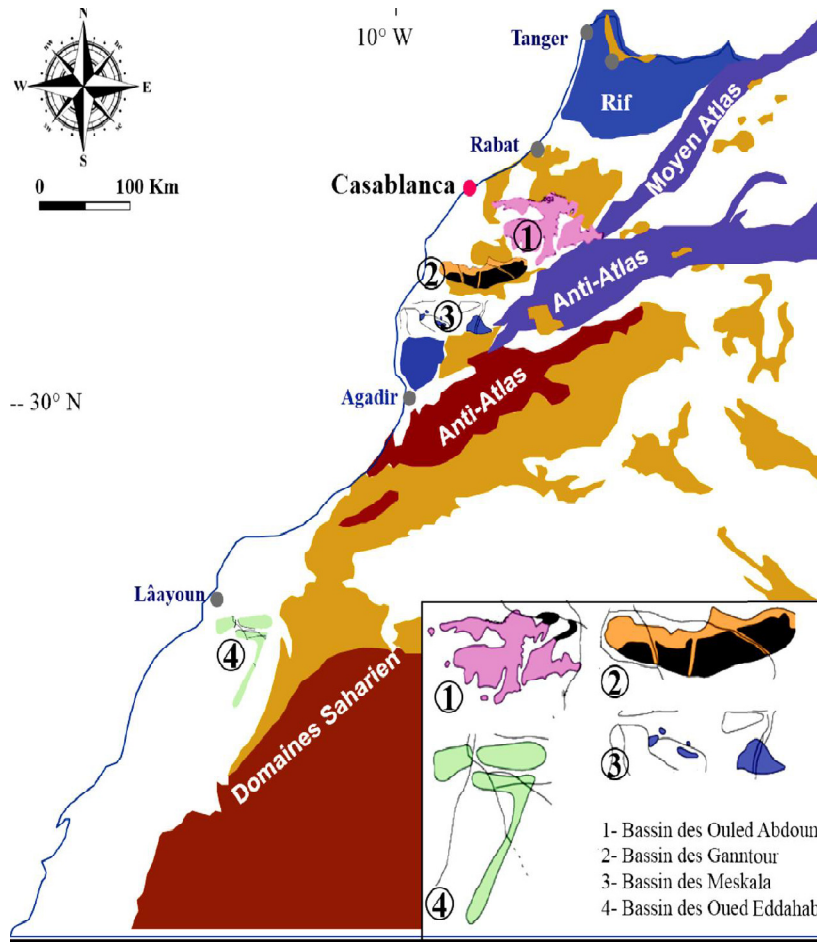 N
10° W
Tanger
W
E
Rif
S
Rabat
Moyen Atlas
0 100 Km
Casablanca
1
2
Anti-Atlas
3
-- 30° N
Agadir
Anti-Atlas
Lâayoun
4
Domaines Saharien
1
2
3
4
1- Bassin des Ouled Abdoun
2- Bassin des Ganntour
3- Bassin des Meskala
4- Bassin des Oued Eddahab